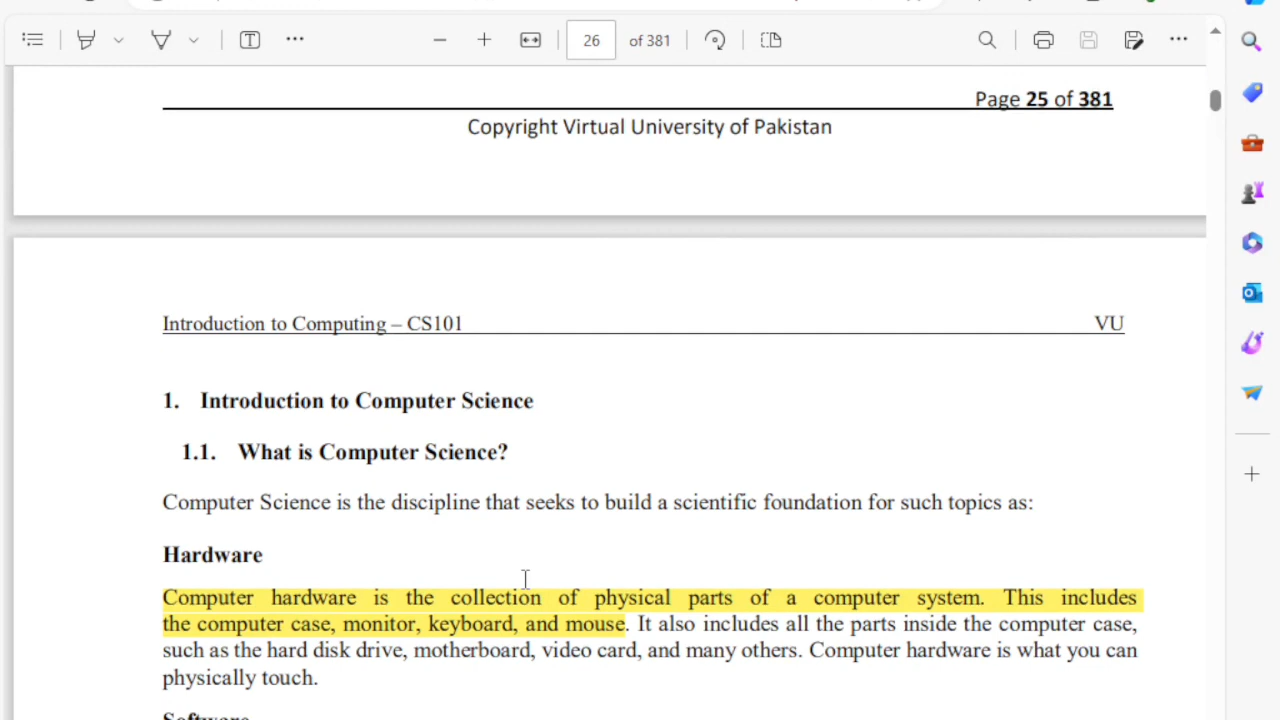 26 of 381
Page 25 of 381
Copyright Virtual University of Pakistan
Introduction to Computing – CS101 VU
1. Introduction to Computer Science
1.1. What is Computer Science?
Computer Science is the discipline that seeks to build a scientific foundation for such topics as:
Hardware
Computer hardware is the collection of physical parts of a computer system. This includes
the computer case, monitor, keyboard, and mouse. It also includes all the parts inside the computer case,
such as the hard disk drive, motherboard, video card, and many others. Computer hardware is what you can
physically touch.
Software